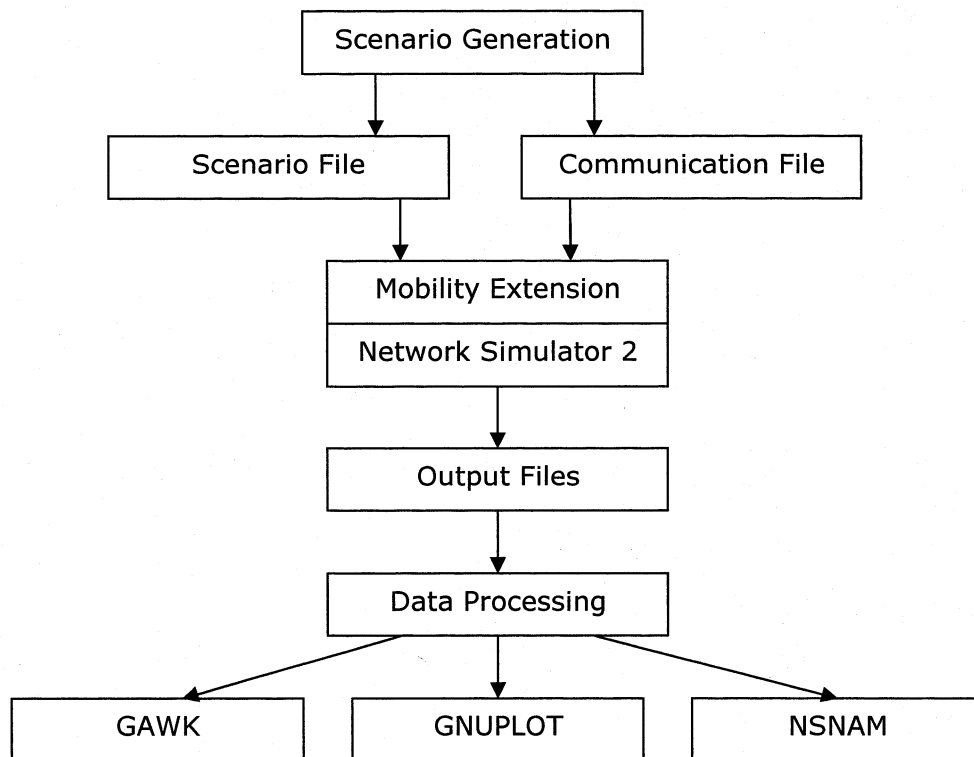 Scenario Generation
Scenario File
Communication File
Mobility Extension
Network Simulator 2
Output Files
Data Processing
GAWK
GNUPLOT
NSNAM